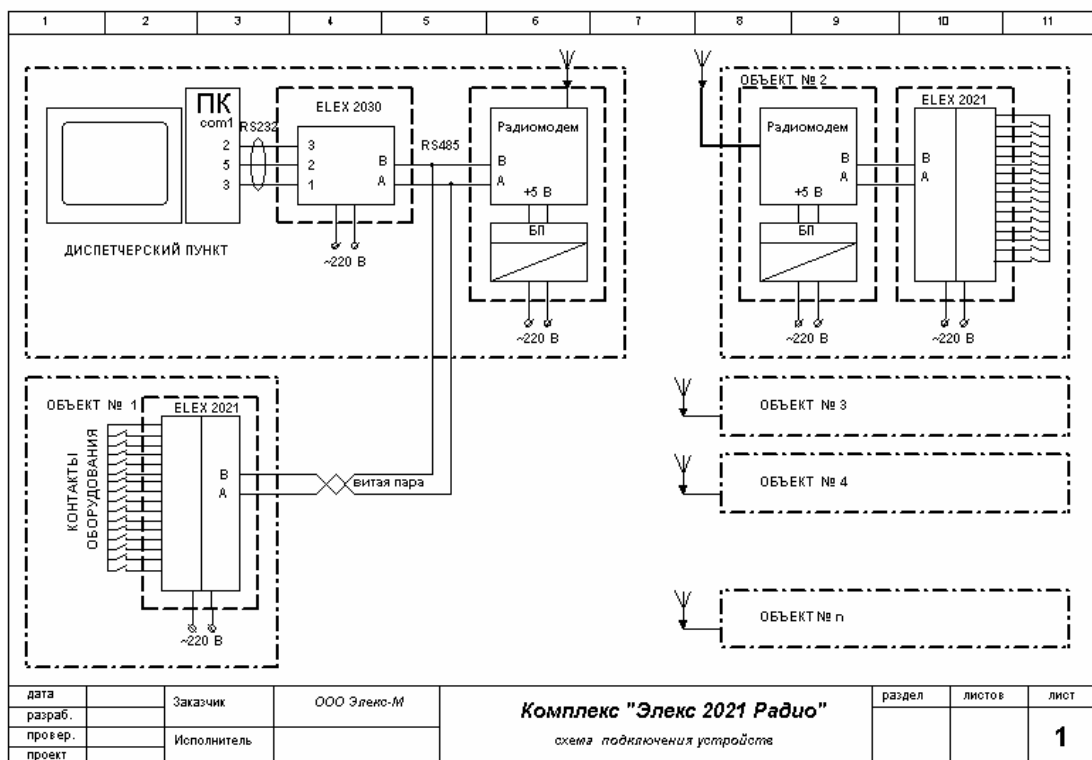 1 2 3 4 5 6 7 8 9 10 11
ПК
com1
RS232
2
5
3
ELEX 2030
3
2
1
B
A
~220 В
RS485
Радиомодем
B
A
+5 В
БП
~220 В
ДИСПЕТЧЕРСКИЙ ПУНКТ
ОБЪЕКТ № 2
Радиомодем
B
A
+5 В
БП
~220 В
ELEX 2021
B
A
~220 В
ОБЪЕКТ № 1
ELEX 2021
КОНТАКТЫ
ОБОРУДОВАНИЯ
B
A
витая пара
~220 В
ОБЪЕКТ № 3
ОБЪЕКТ № 4
ОБЪЕКТ № n
дата
разраб.
провер.
проект
Заказчик
ООО Элекс-М
Исполнитель
Комплекс "Элекс 2021 Радио"
схема подключения устройств
раздел
листов
лист
1